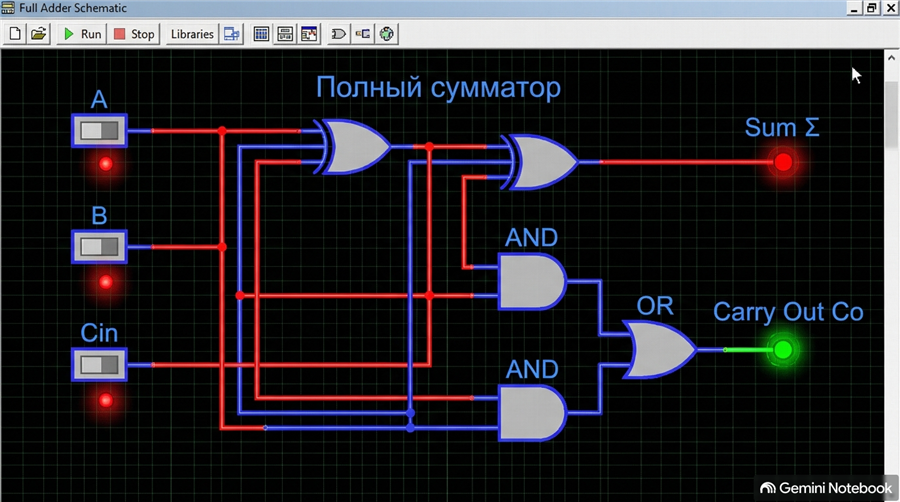 Full Adder Schematic
Run Stop Libraries
Полный сумматор
A
Sum Σ
B
AND
Cin
OR
Carry Out Co
AND
Gemini Notebook